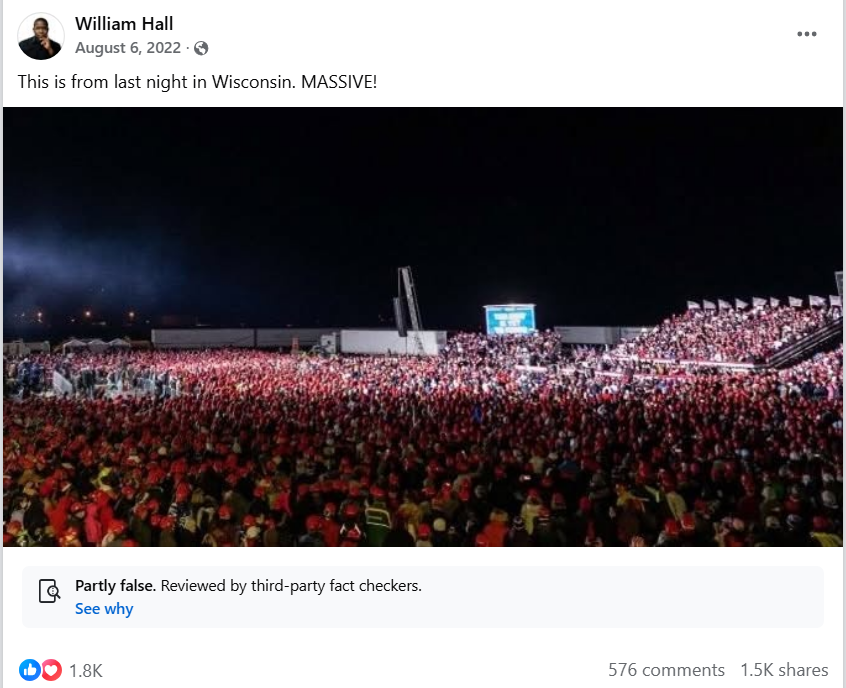 William Hall
August 6, 2022 ·
This is from last night in Wisconsin. MASSIVE!
Partly false. Reviewed by third-party fact checkers.
See why
1.8K
576 comments 1.5K shares